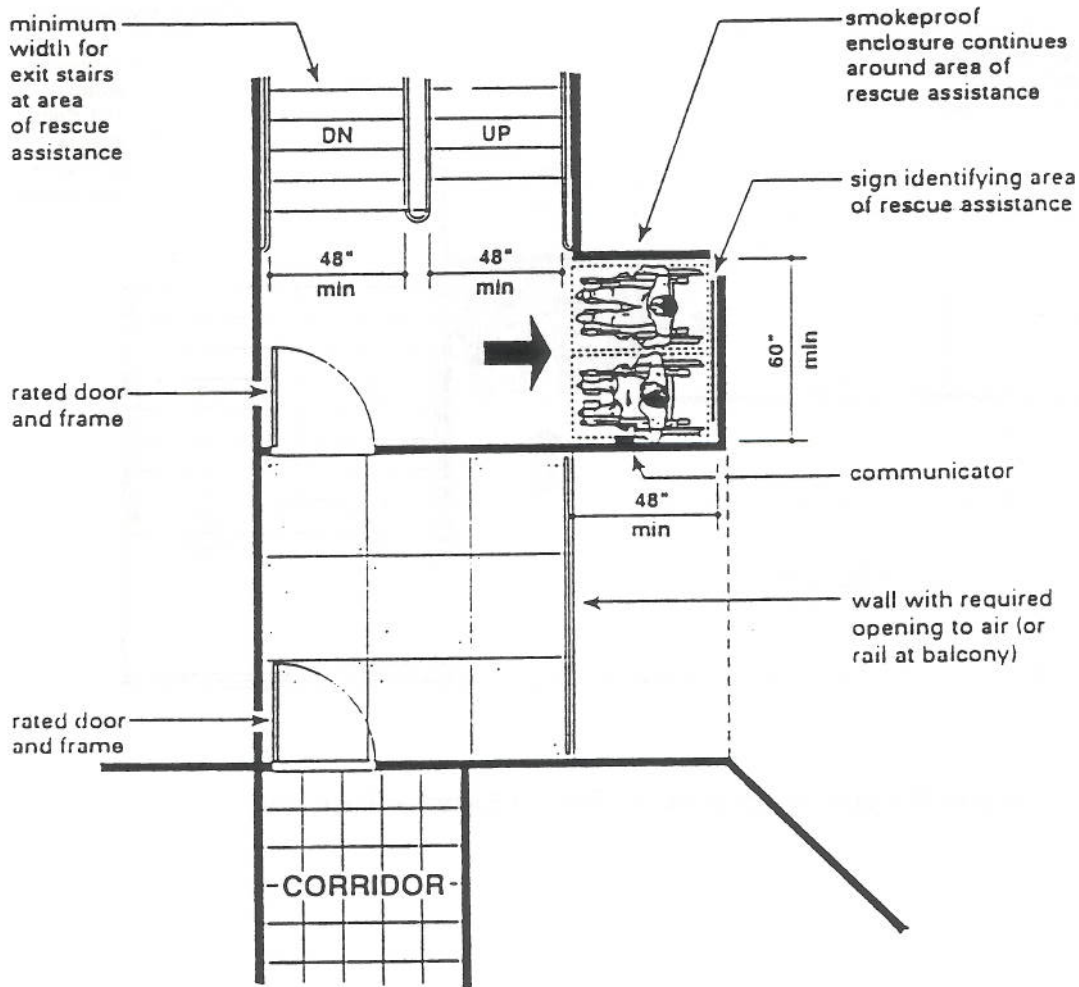 minimum
width for
exit stairs
at area
of rescue
assistance
smokeproof
enclosure continues
around area of
rescue assistance
DN
UP
sign identifying area
of rescue assistance
48"
min
48"
min
60"
min
rated door
and frame
communicator
48"
min
wall with required
opening to air (or
rail at balcony)
rated door
and frame
CORRIDOR